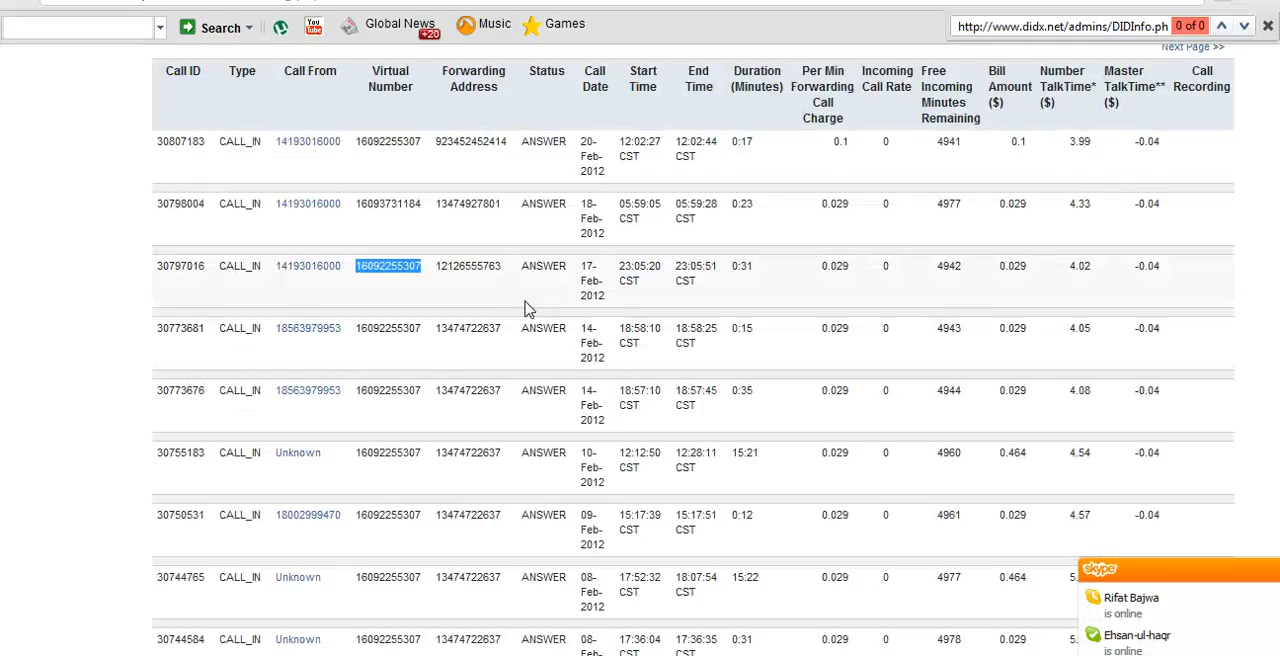 Search
You Tube
Global News
+20
Music
Games
http://www.didx.net/admins/DIDInfo.ph
0 of 0
Next Page >>
Call ID Type Call From Virtual Number Forwarding Address Status Call Date Start Time End Time Duration (Minutes) Per Min Forwarding Call Charge Incoming Call Rate Free Incoming Minutes Remaining Bill Amount ($) Number TalkTime* ($) Master TalkTime** ($) Call Recording
30807183 CALL_IN 14193016000 16092255307 923452452414 ANSWER 20-Feb-2012 12:02:27 CST 12:02:44 CST 0:17 0.1 0 4941 0.1 3.99 -0.04
30798004 CALL_IN 14193016000 16093731184 13474927801 ANSWER 18-Feb-2012 05:59:05 CST 05:59:28 CST 0:23 0.029 0 4977 0.029 4.33 -0.04
30797016 CALL_IN 14193016000 16092255307 12126555763 ANSWER 17-Feb-2012 23:05:20 CST 23:05:51 CST 0:31 0.029 0 4942 0.029 4.02 -0.04
30773681 CALL_IN 18563979953 16092255307 13474722637 ANSWER 14-Feb-2012 18:58:10 CST 18:58:25 CST 0:15 0.029 0 4943 0.029 4.05 -0.04
30773676 CALL_IN 18563979953 16092255307 13474722637 ANSWER 14-Feb-2012 18:57:10 CST 18:57:45 CST 0:35 0.029 0 4944 0.029 4.08 -0.04
30755183 CALL_IN Unknown 16092255307 13474722637 ANSWER 10-Feb-2012 12:12:50 CST 12:28:11 CST 15:21 0.029 0 4960 0.464 4.54 -0.04
30750531 CALL_IN 18002999470 16092255307 13474722637 ANSWER 09-Feb-2012 15:17:39 CST 15:17:51 CST 0:12 0.029 0 4961 0.029 4.57 -0.04
30744765 CALL_IN Unknown 16092255307 13474722637 ANSWER 08-Feb-2012 17:52:32 CST 18:07:54 CST 15:22 0.029 0 4977 0.464 5.
30744584 CALL_IN Unknown 16092255307 13474722637 ANSWER 08- 17:36:04 17:36:35 0:31 0.029 0 4978 0.029 5.
Feb- CST CST
skype
Rifat Bajwa
is online
Ehsan-ul-haqr
is online